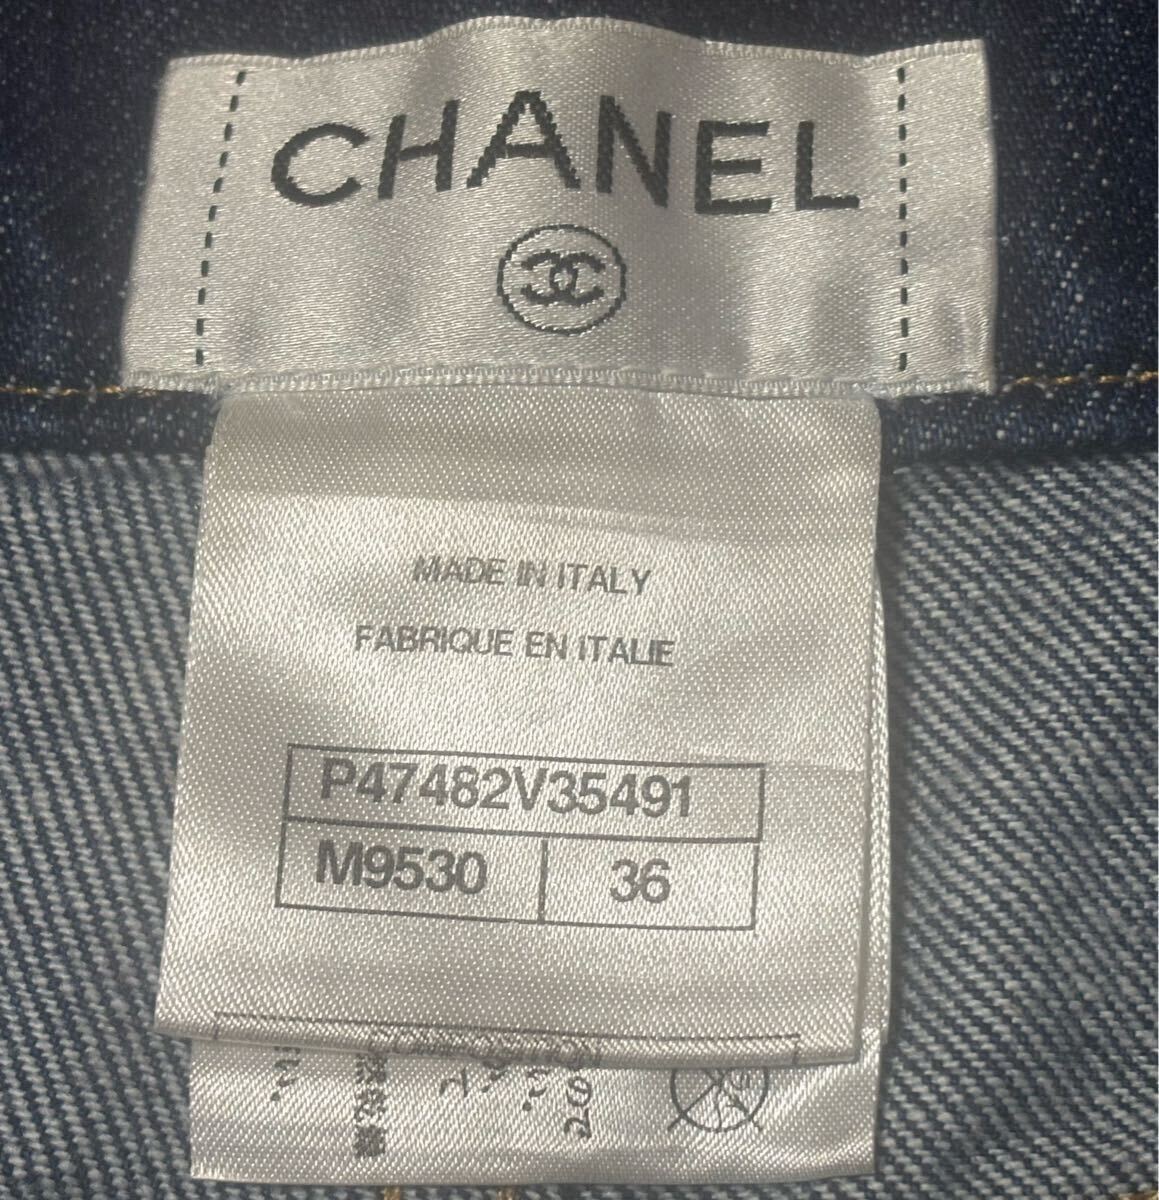 CHANEL
MADE IN ITALY
FABRIQUE EN ITALIE
P47482V35491
M9530 36